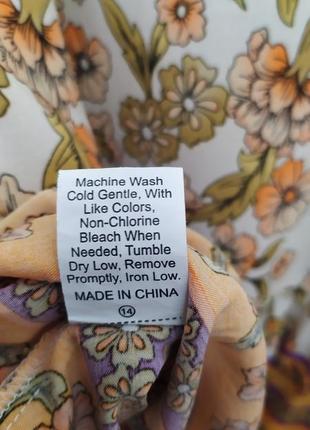 Machine Wash
Cold Gentle, With
Like Colors,
Non-Chlorine
Bleach When
Needed, Tumble
Dry Low, Remove
Promptly, Iron Low.
MADE IN CHINA
14